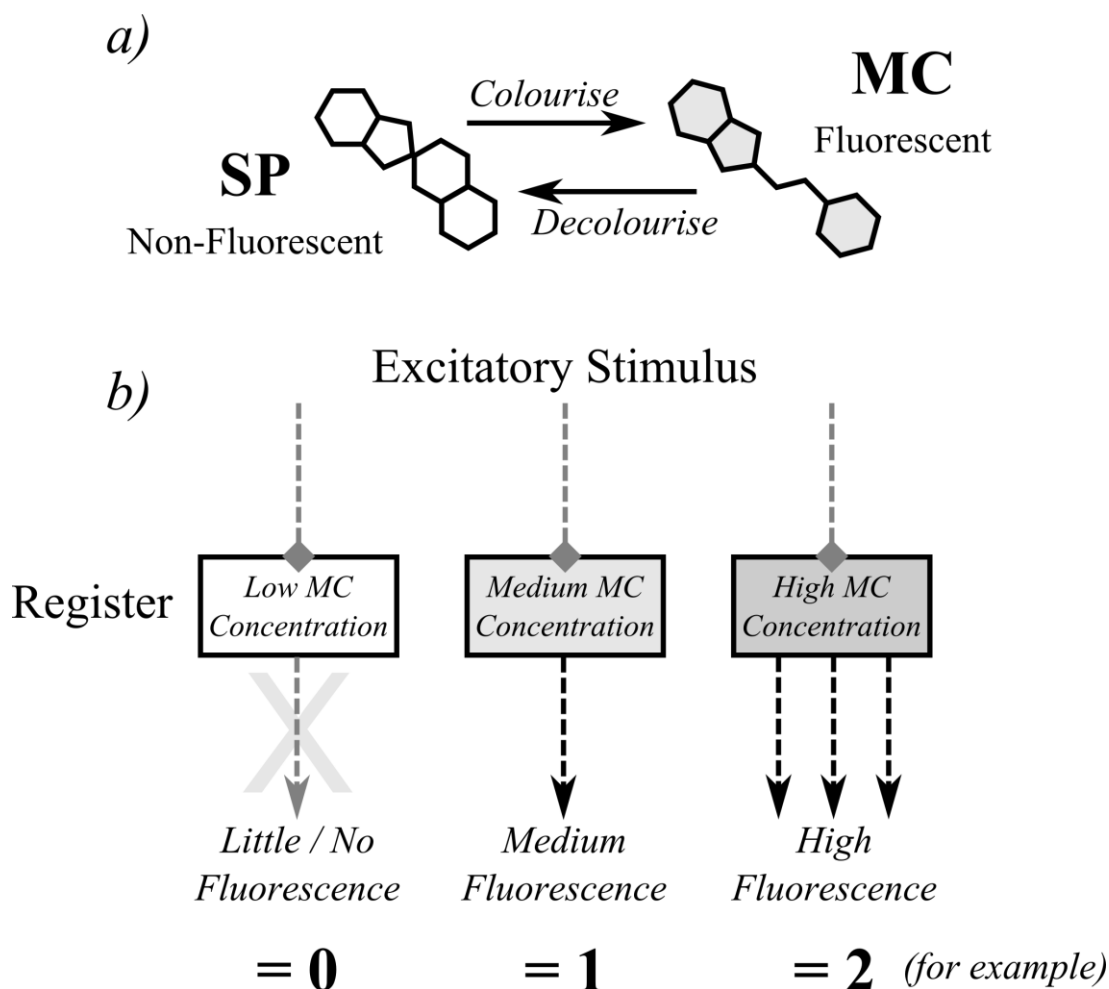 a)
Colourise
MC
Fluorescent
SP
Non-Fluorescent
Decolourise
Excitatory Stimulus
b)
Register
Low MC
Concentration
Medium MC
Concentration
High MC
Concentration
X
Little / No
Fluorescence
Medium
Fluorescence
High
Fluorescence
= 0
= 1
= 2 (for example)